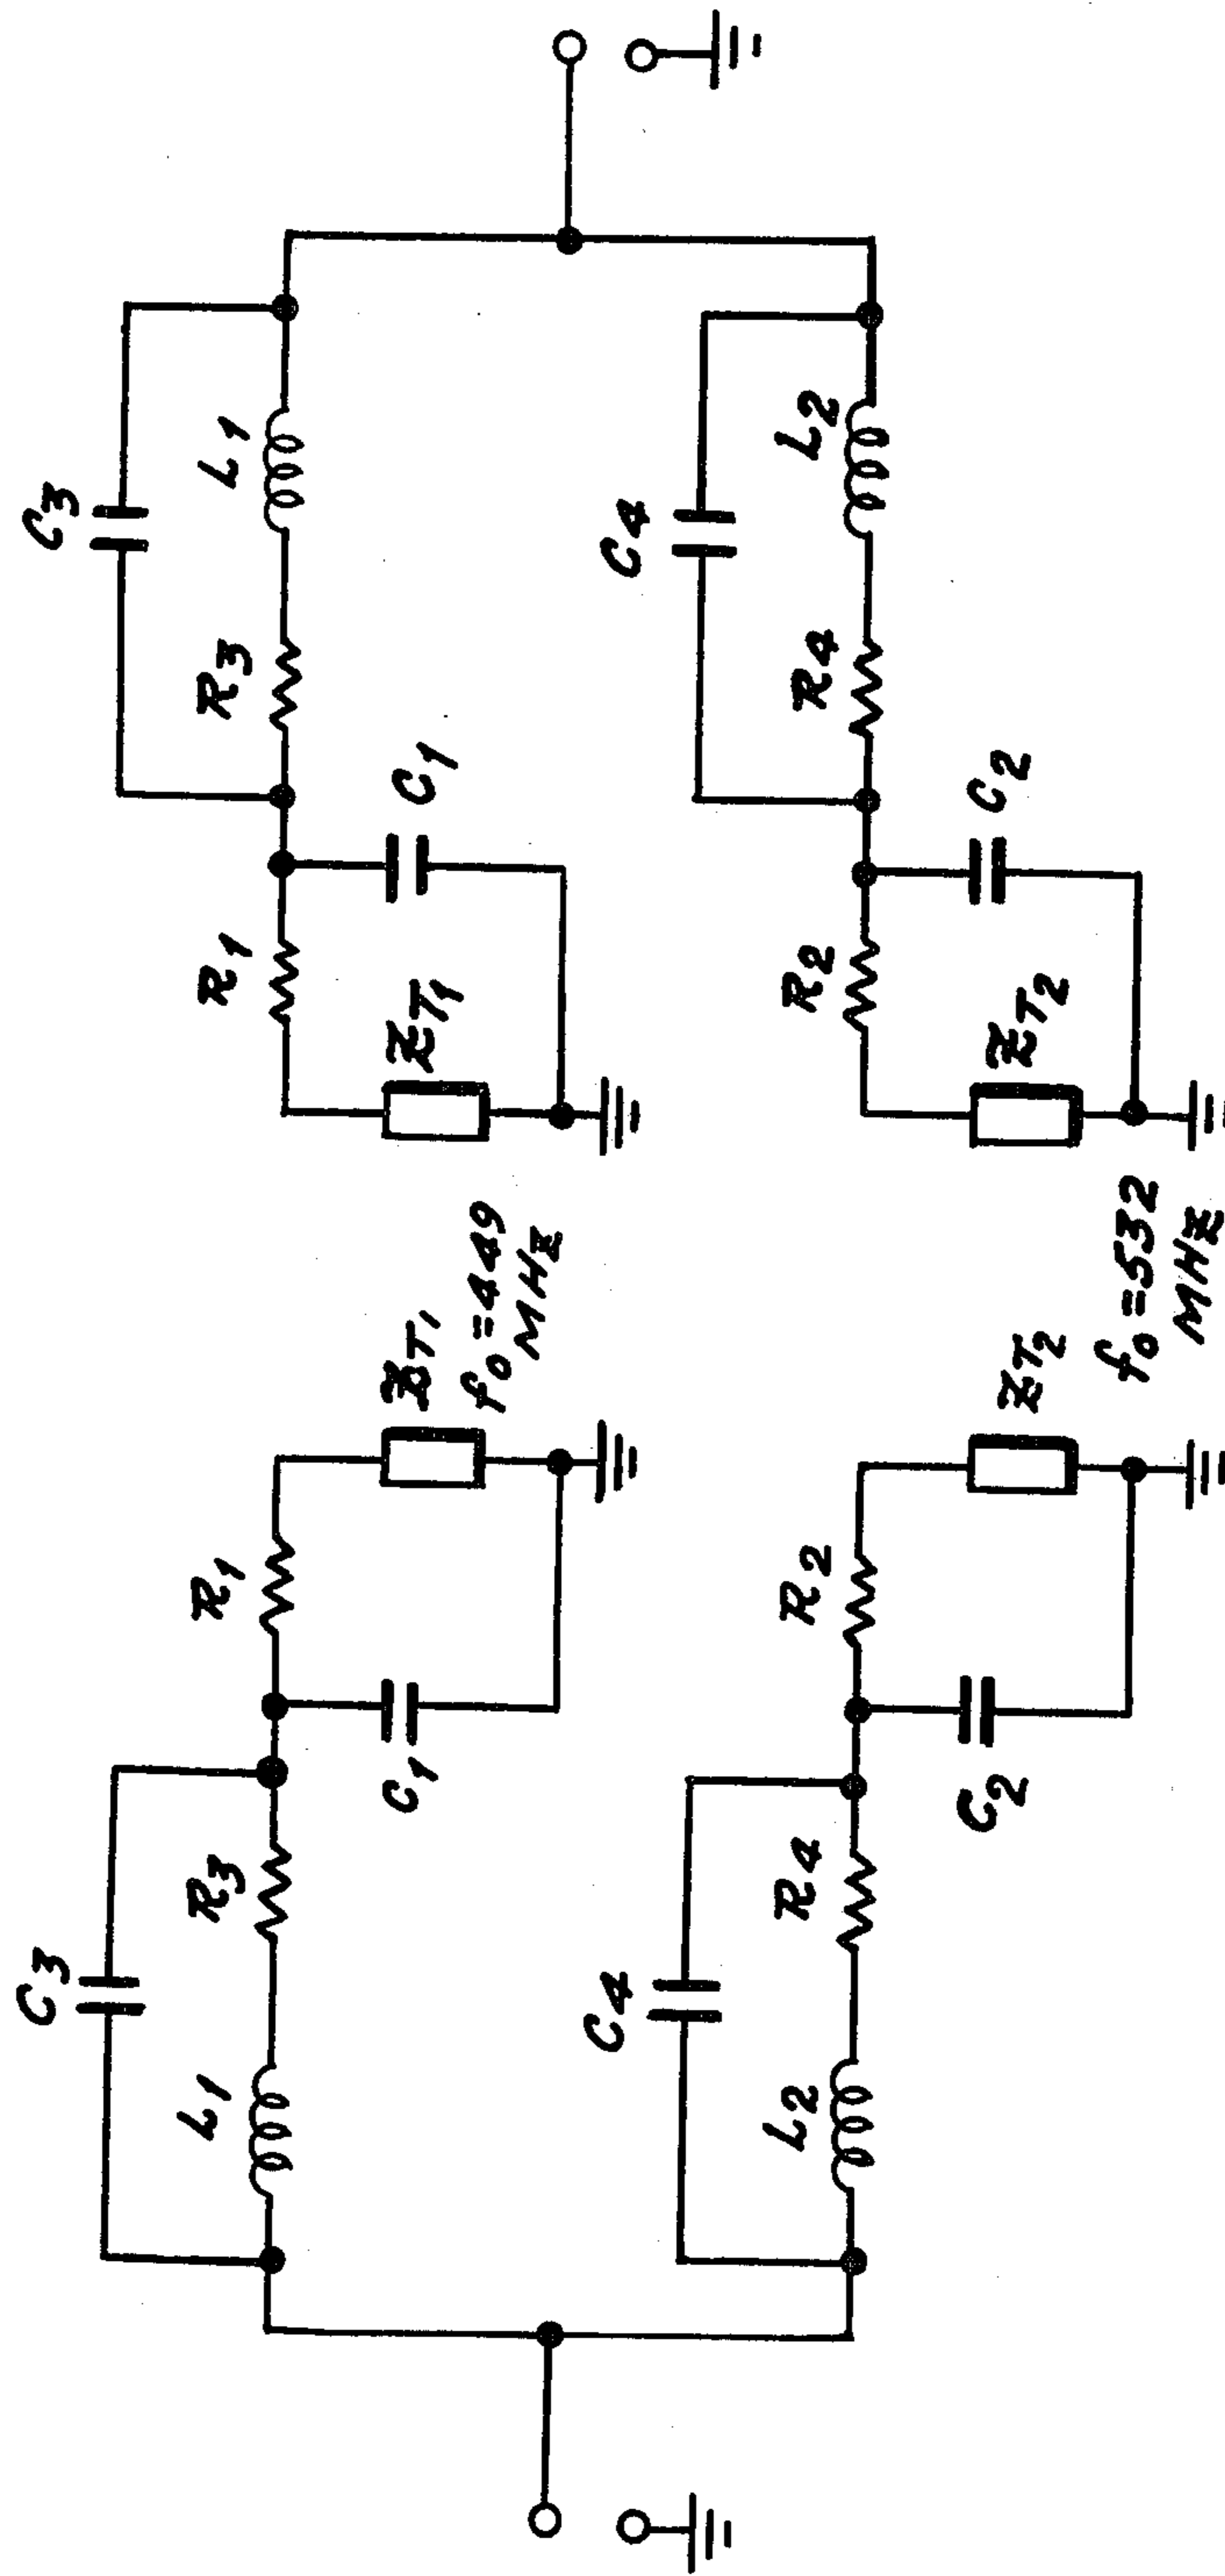 C3
L1
R3
R1
C1
ZT1
f0 = 449
MHZ
C3
L1
R3
R1
C1
ZT1
C4
L2
R4
R2
C2
ZT2
f0 = 532
MHZ
C4
L2
R4
R2
C2
ZT2